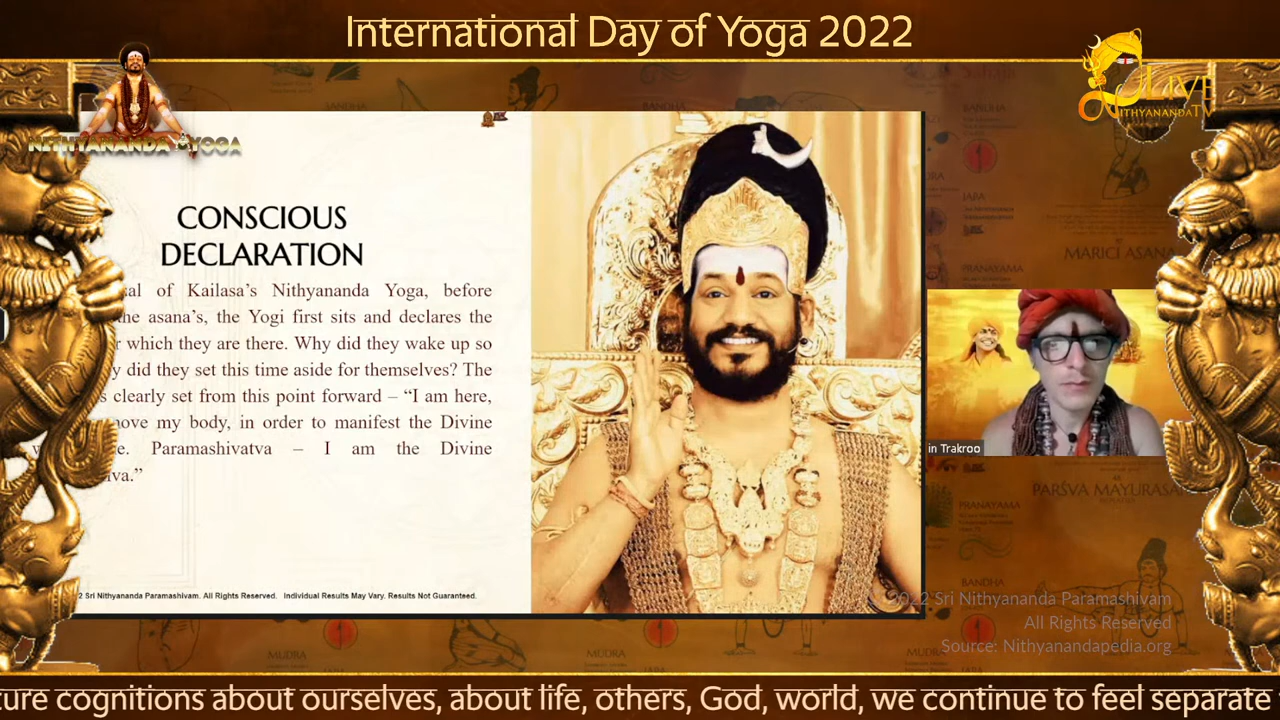 International Day of Yoga 2022
LIVE
NITHYANANDATV
NITHYANANDA YOGA
CONSCIOUS
DECLARATION
of Kailasa's Nithyananda Yoga, before
the asana's, the Yogi first sits and declares the
which they are there. Why did they wake up so
did they set this time aside for themselves? The
clearly set from this point forward – “I am here,
my body, in order to manifest the Divine
Paramashivatva – I am the Divine
2 Sri Nithyananda Paramashivam. All Rights Reserved. Individual Results May Vary. Results Not Guaranteed.
BANDHA
JAPA
PRANAYAMA
MARICI ASANA
in Trakroo
PARŚVA MAYURASA
PRANAYAMA
BANDHA
2022 Sri Nithyananda Paramashivam
All Rights Reserved
Source: Nithyanandapedia.org
MUDRA
MUDRA
MUDRA
ture cognitions about ourselves, about life, others, God, world, we continue to feel separate